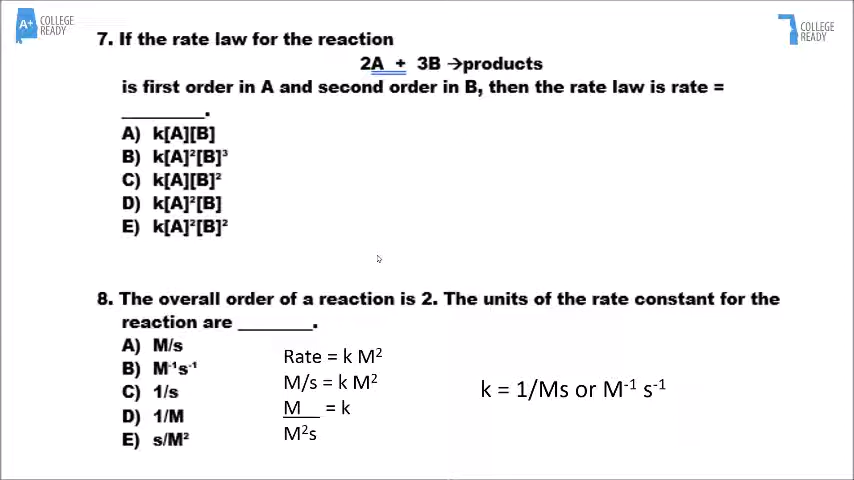 A+ COLLEGE
READY
COLLEGE
READY
7. If the rate law for the reaction
2A + 3B →products
is first order in A and second order in B, then the rate law is rate =
________.
A) k[A][B]
B) k[A]²[B]³
C) k[A][B]²
D) k[A]²[B]
E) k[A]²[B]²
8. The overall order of a reaction is 2. The units of the rate constant for the
reaction are _______.
A) M/s
B) M⁻¹s⁻¹
C) 1/s
D) 1/M
E) s/M²
Rate = k M²
M/s = k M²
M = k
M²s
k = 1/Ms or M⁻¹ s⁻¹